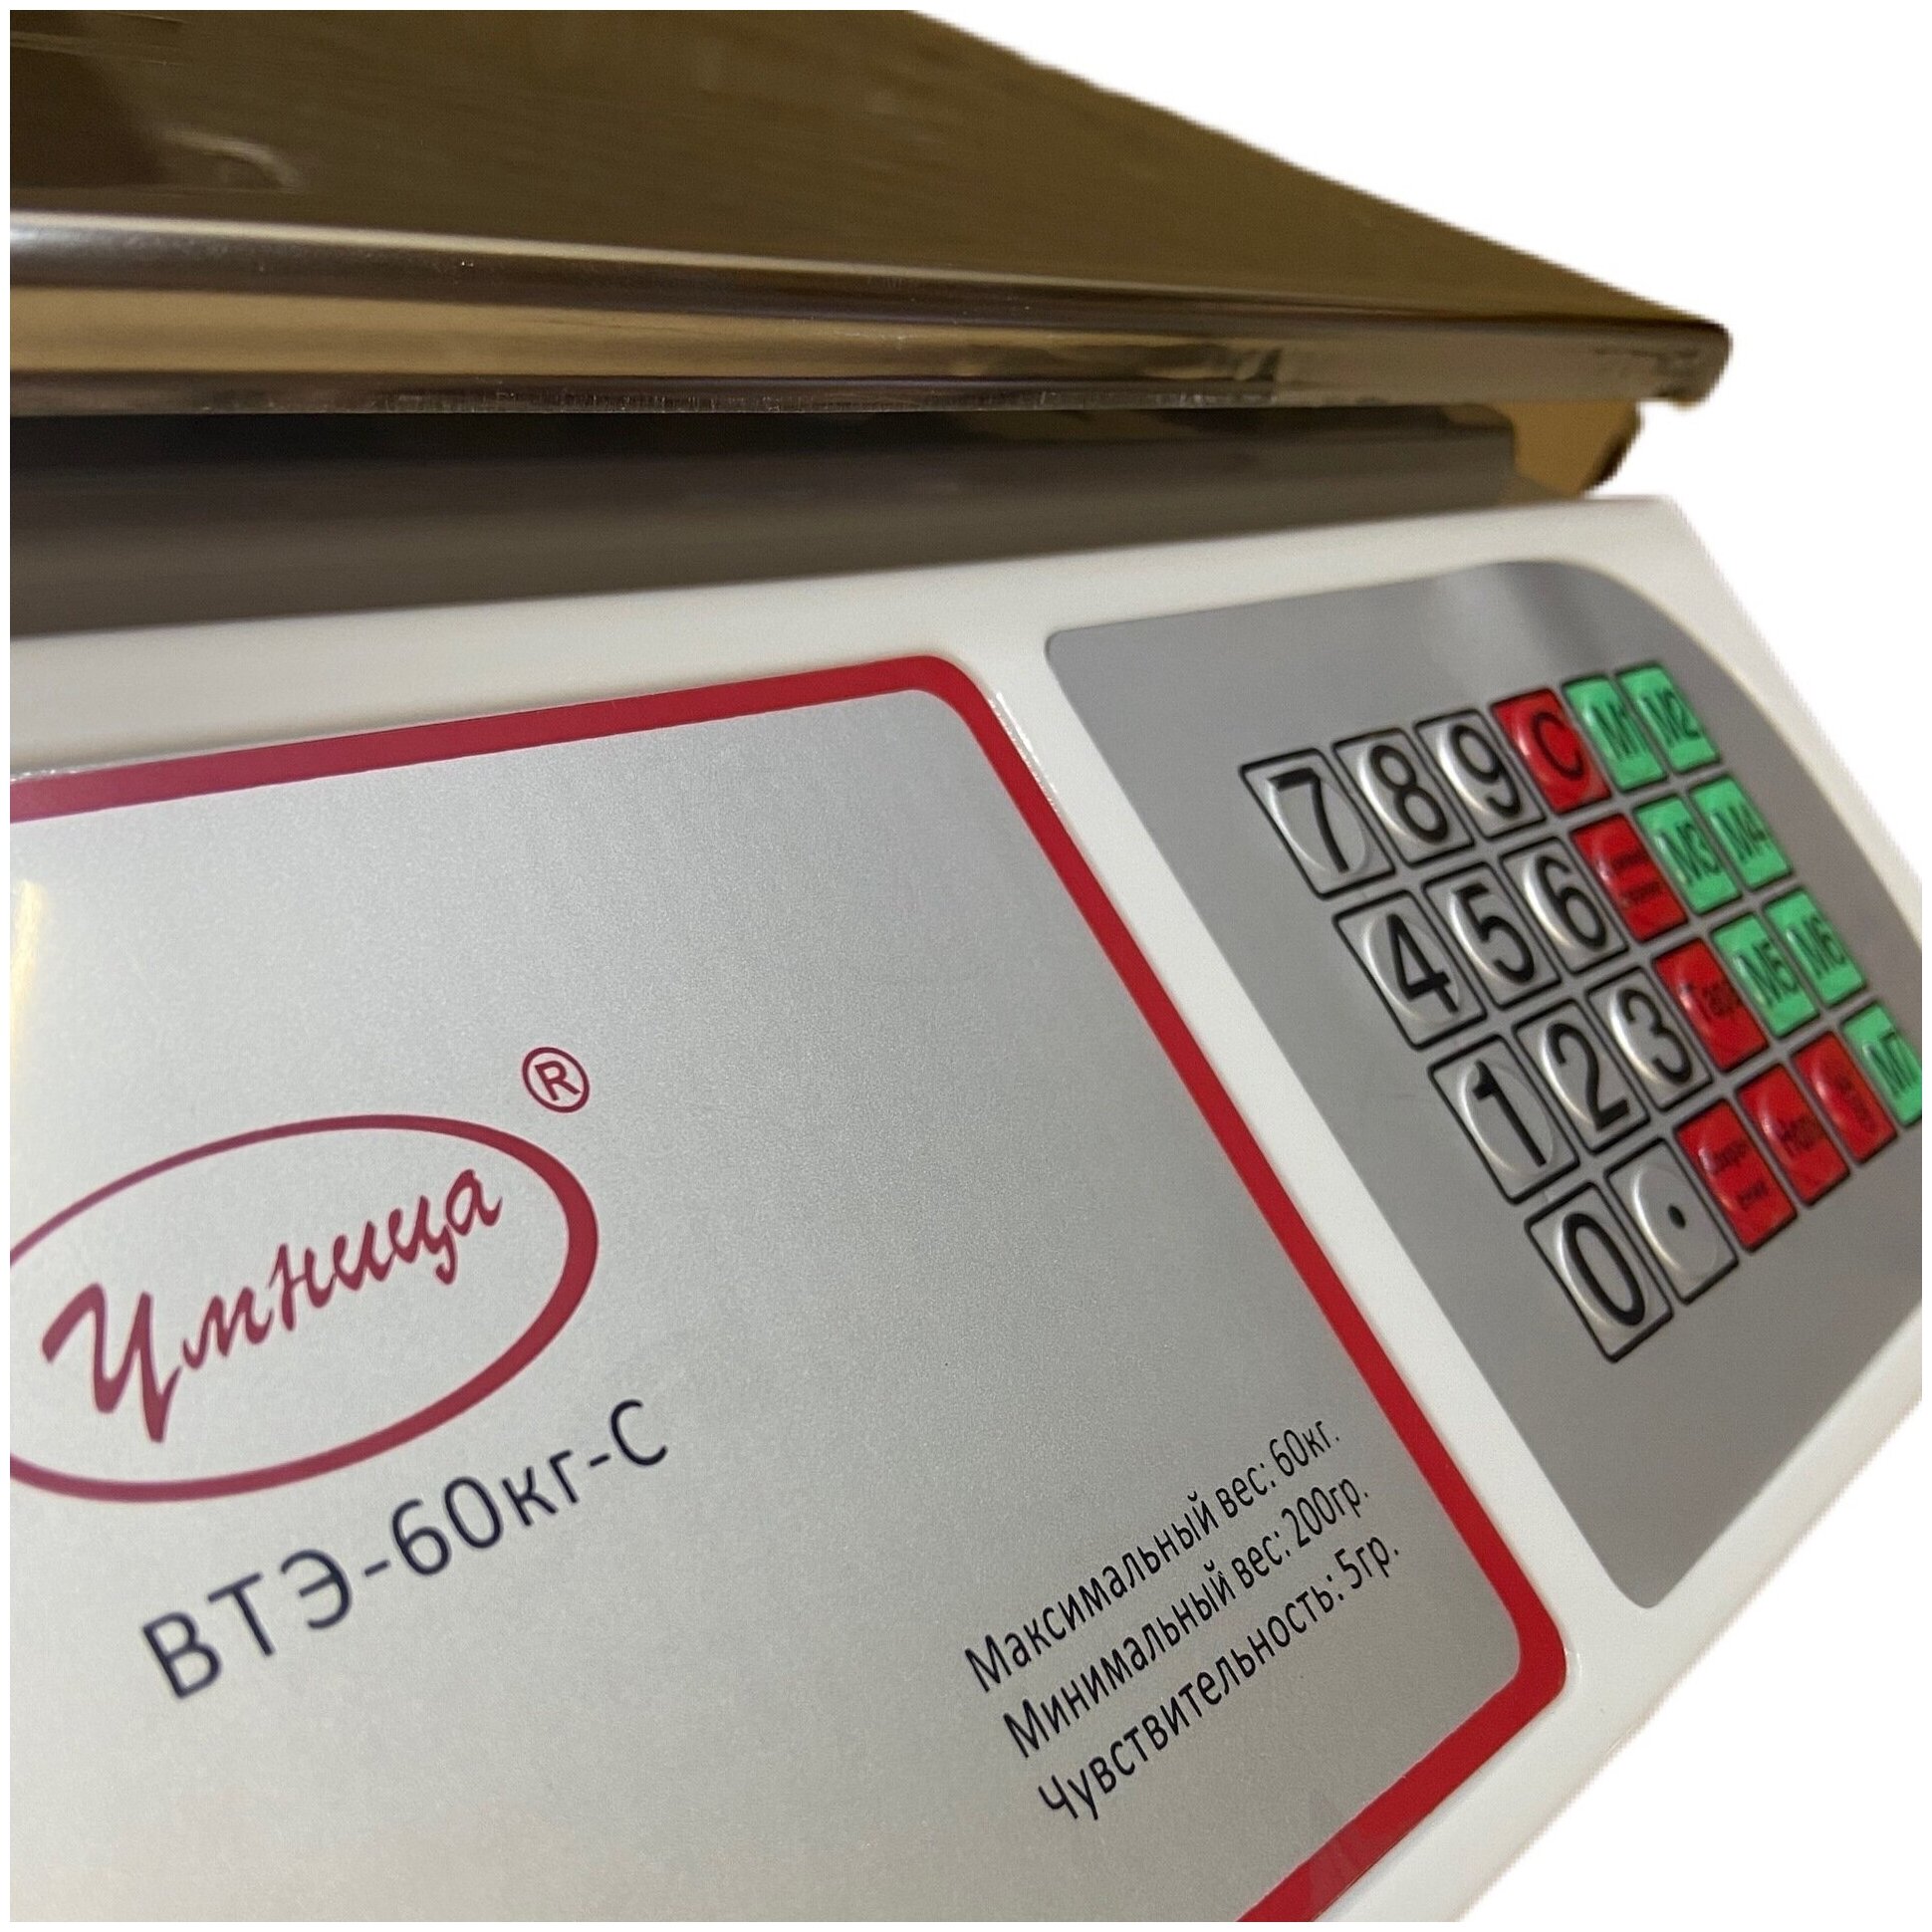 ®
Умница
ВТЭ-60кг-С
Максимальный вес: 60кг.
Минимальный вес: 200гр.
Чувствительность: 5гр.
7 8 9 C M1 M2
4 5 6 M3 M4
1 2 3 Тара M5 M6
0 .